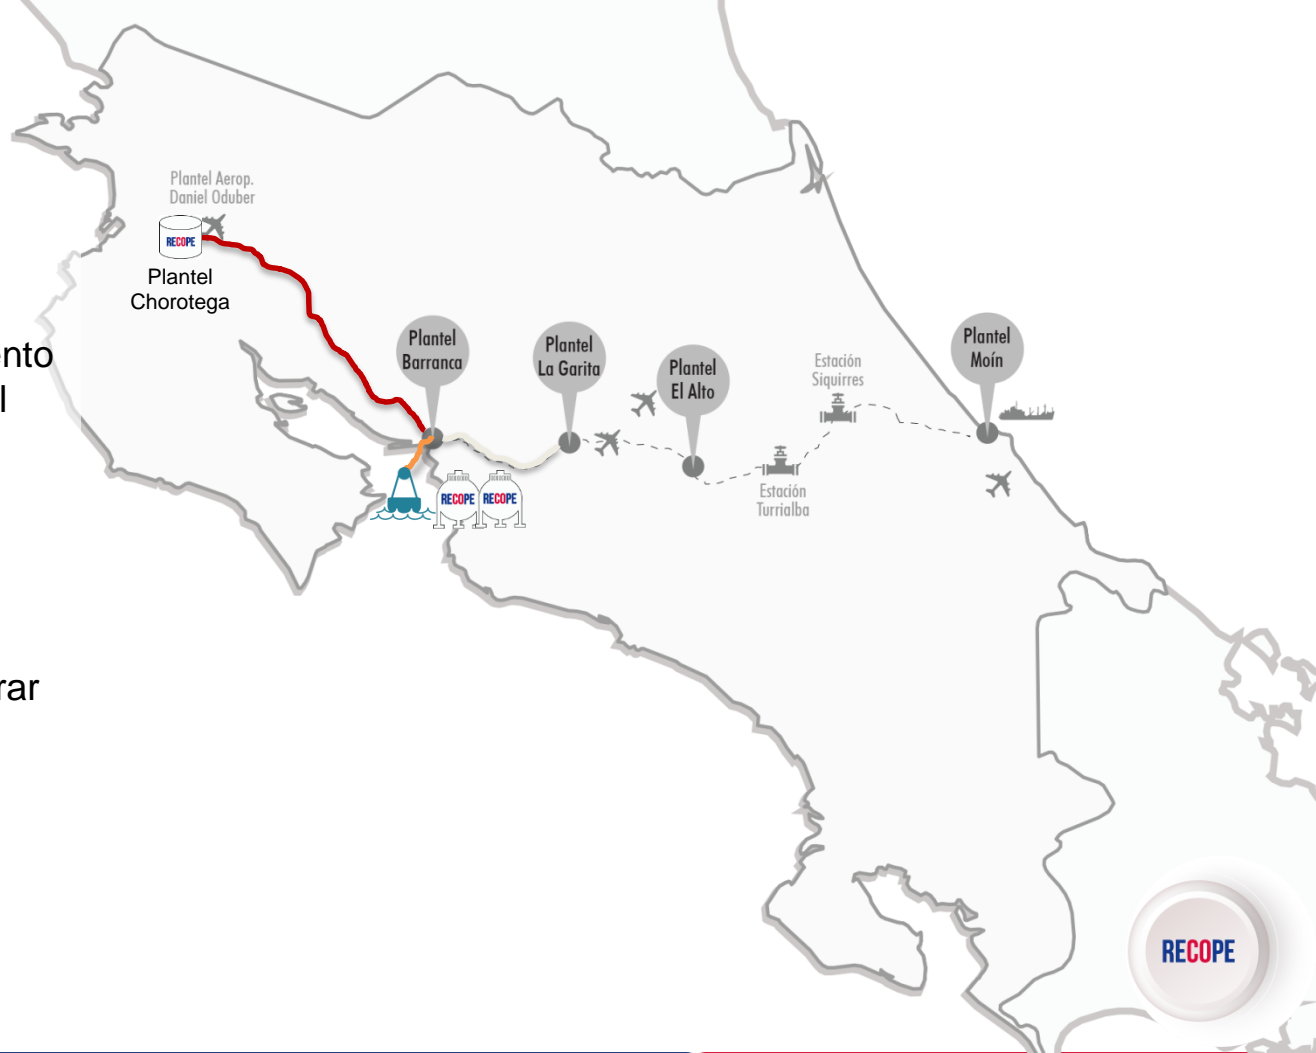 Plantel Aerop.
Daniel Oduber
RECOPE
Plantel
Chorotega
Plantel
Barranca
Plantel
La Garita
Plantel
El Alto
Estación
Siquirres
Plantel
Moín
Estación
Turrialba
RECOPE
RECOPE
ento
l
rar
RECOPE